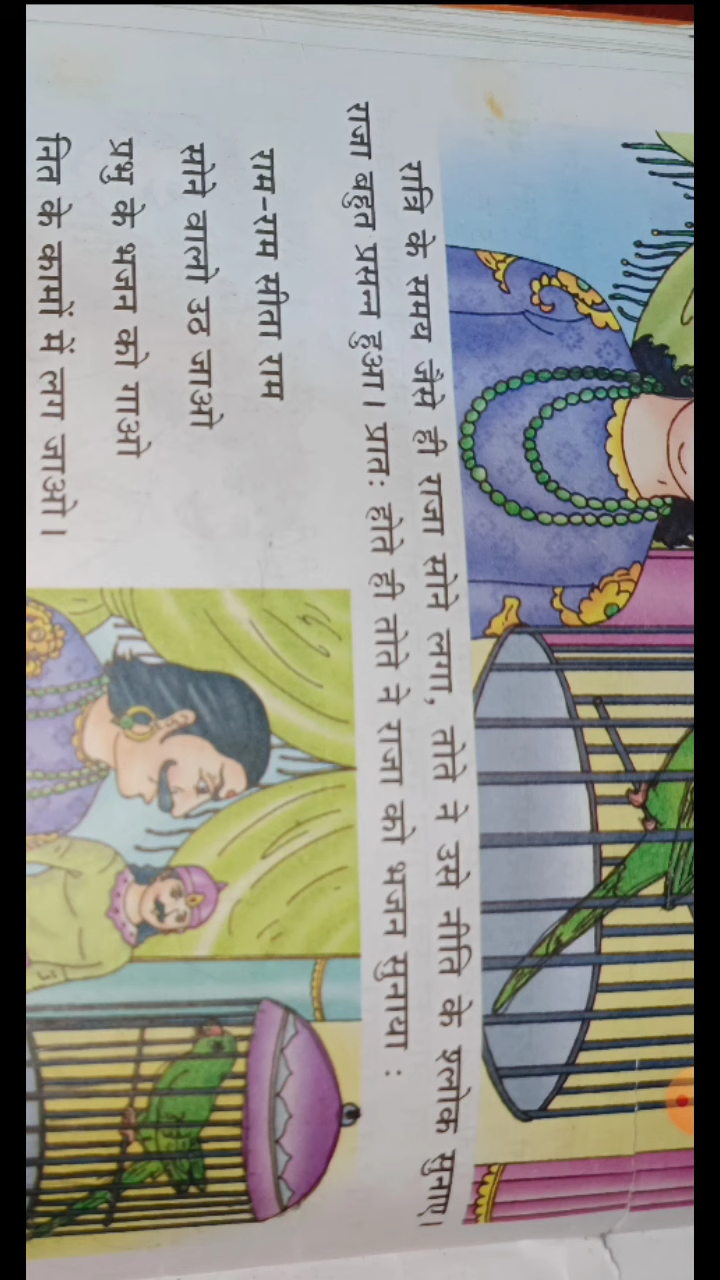 रात्रि के समय जैसे ही राजा सोने लगा, तोते ने उसे नीति के श्लोक सुनाए।
राजा बहुत प्रसन्न हुआ। प्रातः होते ही तोते ने राजा को भजन सुनाया :
राम-राम सीता राम
सोने वालो उठ जाओ
प्रभु के भजन को गाओ
नित के कामों में लग जाओ।